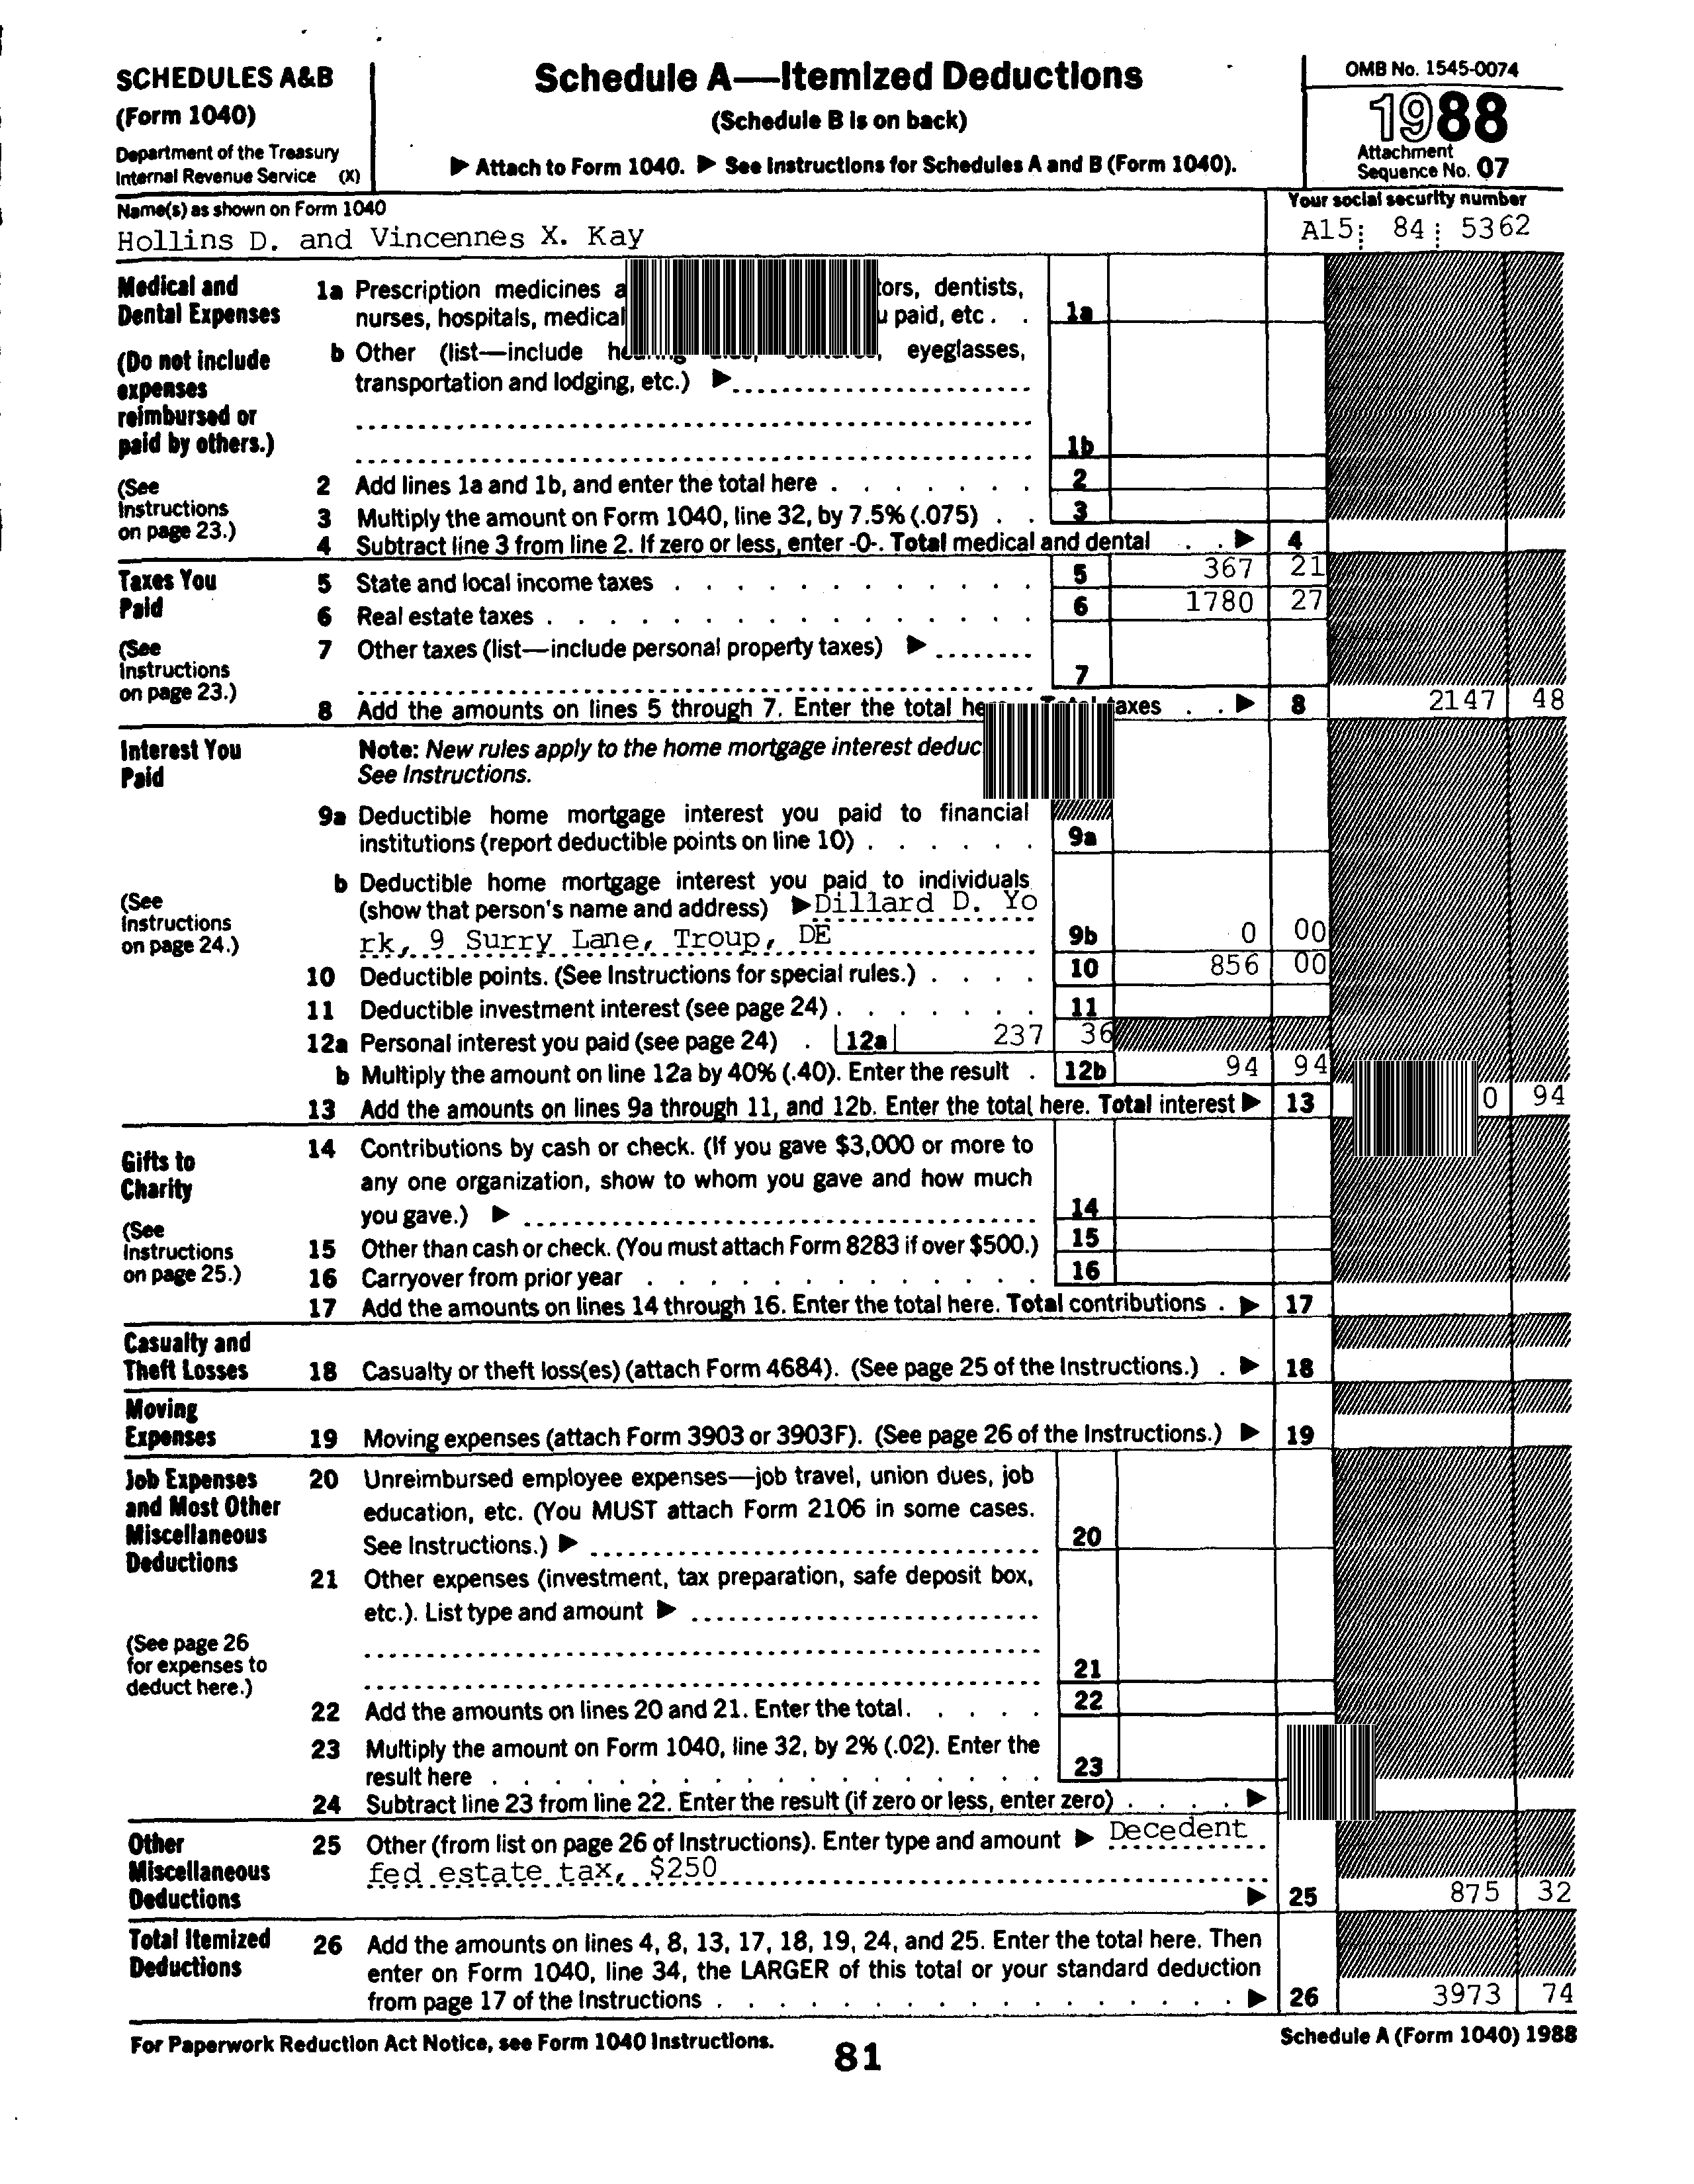 SCHEDULES A&B
(Form 1040)
Department of the Treasury
Internal Revenue Service (X)
Schedule A—Itemized Deductions
(Schedule B is on back)
▶ Attach to Form 1040. ▶ See Instructions for Schedules A and B (Form 1040).
OMB No. 1545-0074
1988
Attachment
Sequence No. 07
Name(s) as shown on Form 1040
Hollins D. and Vincennes X. Kay
Your social security number
A15 84 5362
Medical and
Dental Expenses
(Do not include
expenses
reimbursed or
paid by others.)
(See
Instructions
on page 23.)
1a Prescription medicines dentists,
nurses, hospitals, medical paid, etc . . 1a
b Other (list—include eyeglasses,
transportation and lodging, etc.) ▶
1b
2 Add lines 1a and 1b, and enter the total here . . . . . . . 2
3 Multiply the amount on Form 1040, line 32, by 7.5% (.075) . . 3
4 Subtract line 3 from line 2. If zero or less, enter -0-. Total medical and dental . . ▶ 4
Taxes You
Paid
(See
Instructions
on page 23.)
5 State and local income taxes . . . . . . . . . . . . 5 367 21
6 Real estate taxes . . . . . . . . . . . . . . . . 6 1780 27
7 Other taxes (list—include personal property taxes) ▶
7
8 Add the amounts on lines 5 through 7. Enter the total . . ▶ 8 2147 48
Interest You
Paid
(See
Instructions
on page 24.)
Note: New rules apply to the home mortgage interest
See Instructions.
9a Deductible home mortgage interest you paid to financial
institutions (report deductible points on line 10) . . . . . . 9a
b Deductible home mortgage interest you paid to individuals
(show that person's name and address) ▶ Dillard D. Yo
rk, 9 Surry Lane, Troup, DE 9b 0 00
10 Deductible points. (See Instructions for special rules.) . . . . 10 856 00
11 Deductible investment interest (see page 24) . . . . . . . 11
12a Personal interest you paid (see page 24) . 12a 237 36
b Multiply the amount on line 12a by 40% (.40). Enter the result . 12b 94 94
13 Add the amounts on lines 9a through 11, and 12b. Enter the total here. Total interest ▶ 13 0 94
Gifts to
Charity
(See
Instructions
on page 25.)
14 Contributions by cash or check. (If you gave $3,000 or more to
any one organization, show to whom you gave and how much
you gave.) ▶ 14
15 Other than cash or check. (You must attach Form 8283 if over $500.) 15
16 Carryover from prior year . . . . . . . . . . . . . 16
17 Add the amounts on lines 14 through 16. Enter the total here. Total contributions . ▶ 17
Casualty and
Theft Losses
18 Casualty or theft loss(es) (attach Form 4684). (See page 25 of the Instructions.) . ▶ 18
Moving
Expenses
19 Moving expenses (attach Form 3903 or 3903F). (See page 26 of the Instructions.) ▶ 19
Job Expenses
and Most Other
Miscellaneous
Deductions
(See page 26
for expenses to
deduct here.)
20 Unreimbursed employee expenses—job travel, union dues, job
education, etc. (You MUST attach Form 2106 in some cases.
See Instructions.) ▶ 20
21 Other expenses (investment, tax preparation, safe deposit box,
etc.). List type and amount ▶
21
22 Add the amounts on lines 20 and 21. Enter the total. . . . . 22
23 Multiply the amount on Form 1040, line 32, by 2% (.02). Enter the
result here . . . . . . . . . . . . . . . . . . 23
24 Subtract line 23 from line 22. Enter the result (if zero or less, enter zero) . . . . ▶
Other
Miscellaneous
Deductions
25 Other (from list on page 26 of Instructions). Enter type and amount ▶ Decedent
fed estate tax, $250
▶ 25 875 32
Total Itemized
Deductions
26 Add the amounts on lines 4, 8, 13, 17, 18, 19, 24, and 25. Enter the total here. Then
enter on Form 1040, line 34, the LARGER of this total or your standard deduction
from page 17 of the Instructions . . . . . . . . . . . . . . . . . ▶ 26 3973 74
For Paperwork Reduction Act Notice, see Form 1040 Instructions.
81
Schedule A (Form 1040) 1988